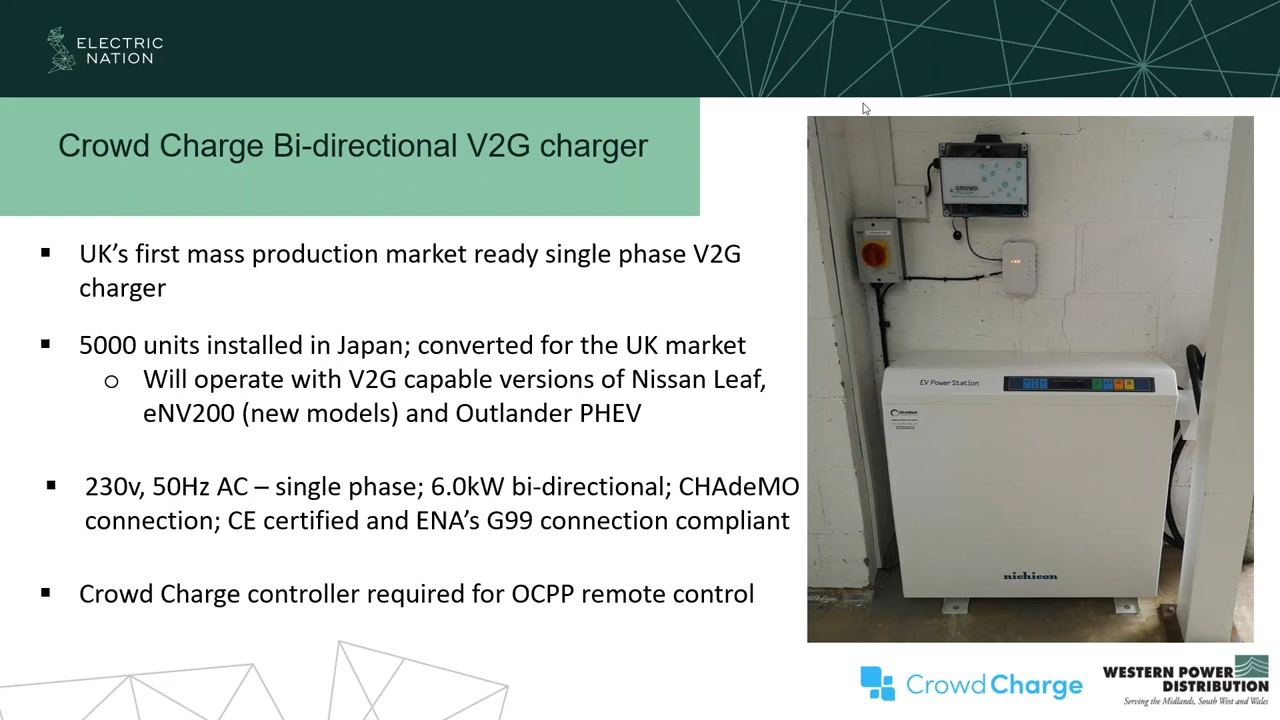 ELECTRIC
NATION
Crowd Charge Bi-directional V2G charger
▪ UK’s first mass production market ready single phase V2G
charger
▪ 5000 units installed in Japan; converted for the UK market
o Will operate with V2G capable versions of Nissan Leaf,
eNV200 (new models) and Outlander PHEV
▪ 230v, 50Hz AC – single phase; 6.0kW bi-directional; CHAdeMO
connection; CE certified and ENA’s G99 connection compliant
▪ Crowd Charge controller required for OCPP remote control
CROWD
EV Power Station
nichicon
CrowdCharge
WESTERN POWER
DISTRIBUTION
Serving the Midlands, South West and Wales